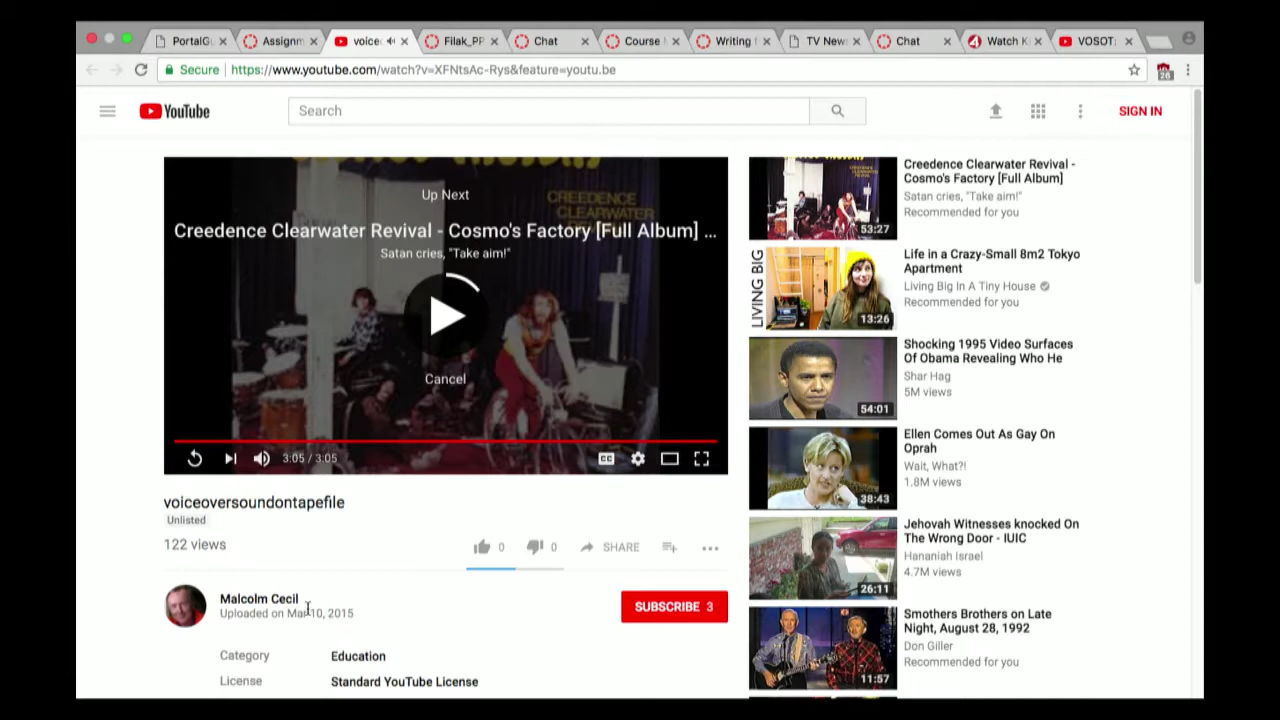 PortalGu
Assignm
voice
Filak_PP
Chat
Course
Writing f
TV News
Chat
Watch K
VOSOT:
Secure
https://www.youtube.com/watch?v=XFNtsAc-Rys&feature=youtu.be
26
YouTube
Search
SIGN IN
CREEDENCE
CLEARWATER
Up Next
Creedence Clearwater Revival - Cosmo's Factory [Full Album] ...
Satan cries, "Take aim!"
Cancel
3:05 / 3:05
CC
voiceoversoundontapefile
Unlisted
122 views
0
0
SHARE
Malcolm Cecil
Uploaded on Mar 10, 2015
SUBSCRIBE 3
Category
Education
License
Standard YouTube License
53:27
Creedence Clearwater Revival -
Cosmo's Factory [Full Album]
Satan cries, "Take aim!"
Recommended for you
LIVING BIG
13:26
Life in a Crazy-Small 8m2 Tokyo
Apartment
Living Big In A Tiny House
Recommended for you
54:01
Shocking 1995 Video Surfaces
Of Obama Revealing Who He
Shar Hag
5M views
38:43
Ellen Comes Out As Gay On
Oprah
Wait, What?!
1.8M views
26:11
Jehovah Witnesses knocked On
The Wrong Door - IUIC
Hananiah Israel
4.7M views
11:57
Smothers Brothers on Late
Night, August 28, 1992
Don Giller
Recommended for you